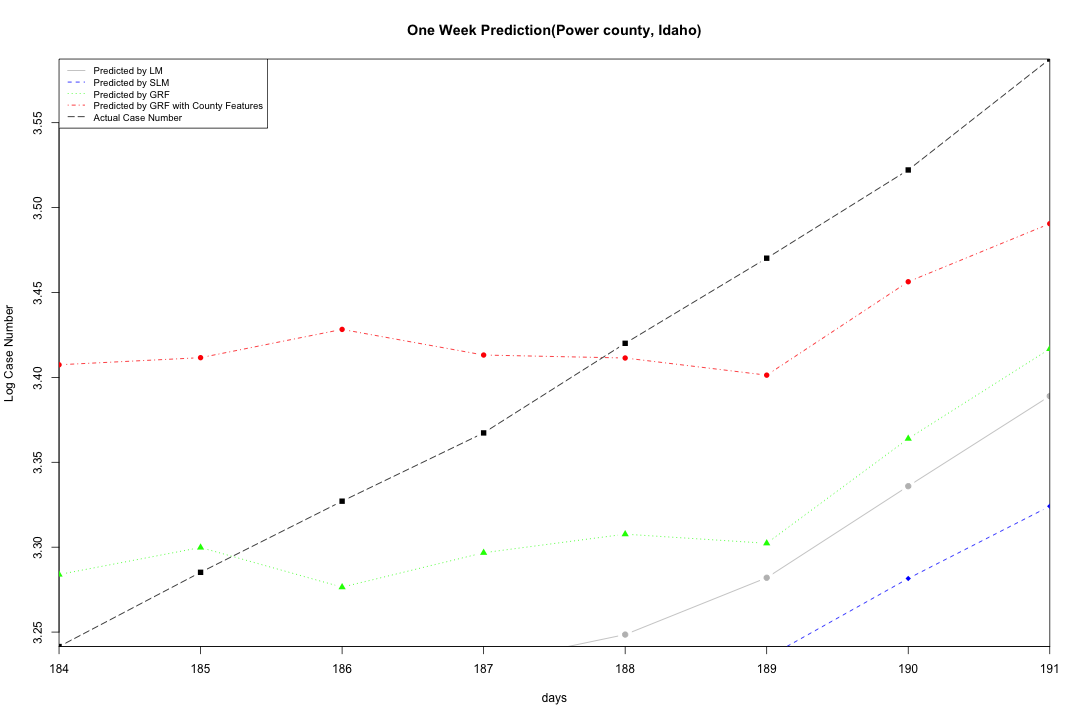 One Week Prediction(Power county, Idaho)
Predicted by LM
Predicted by SLM
Predicted by GRF
Predicted by GRF with County Features
Actual Case Number
Log Case Number
3.55
3.50
3.45
3.40
3.35
3.30
3.25
184 185 186 187 188 189 190 191
days